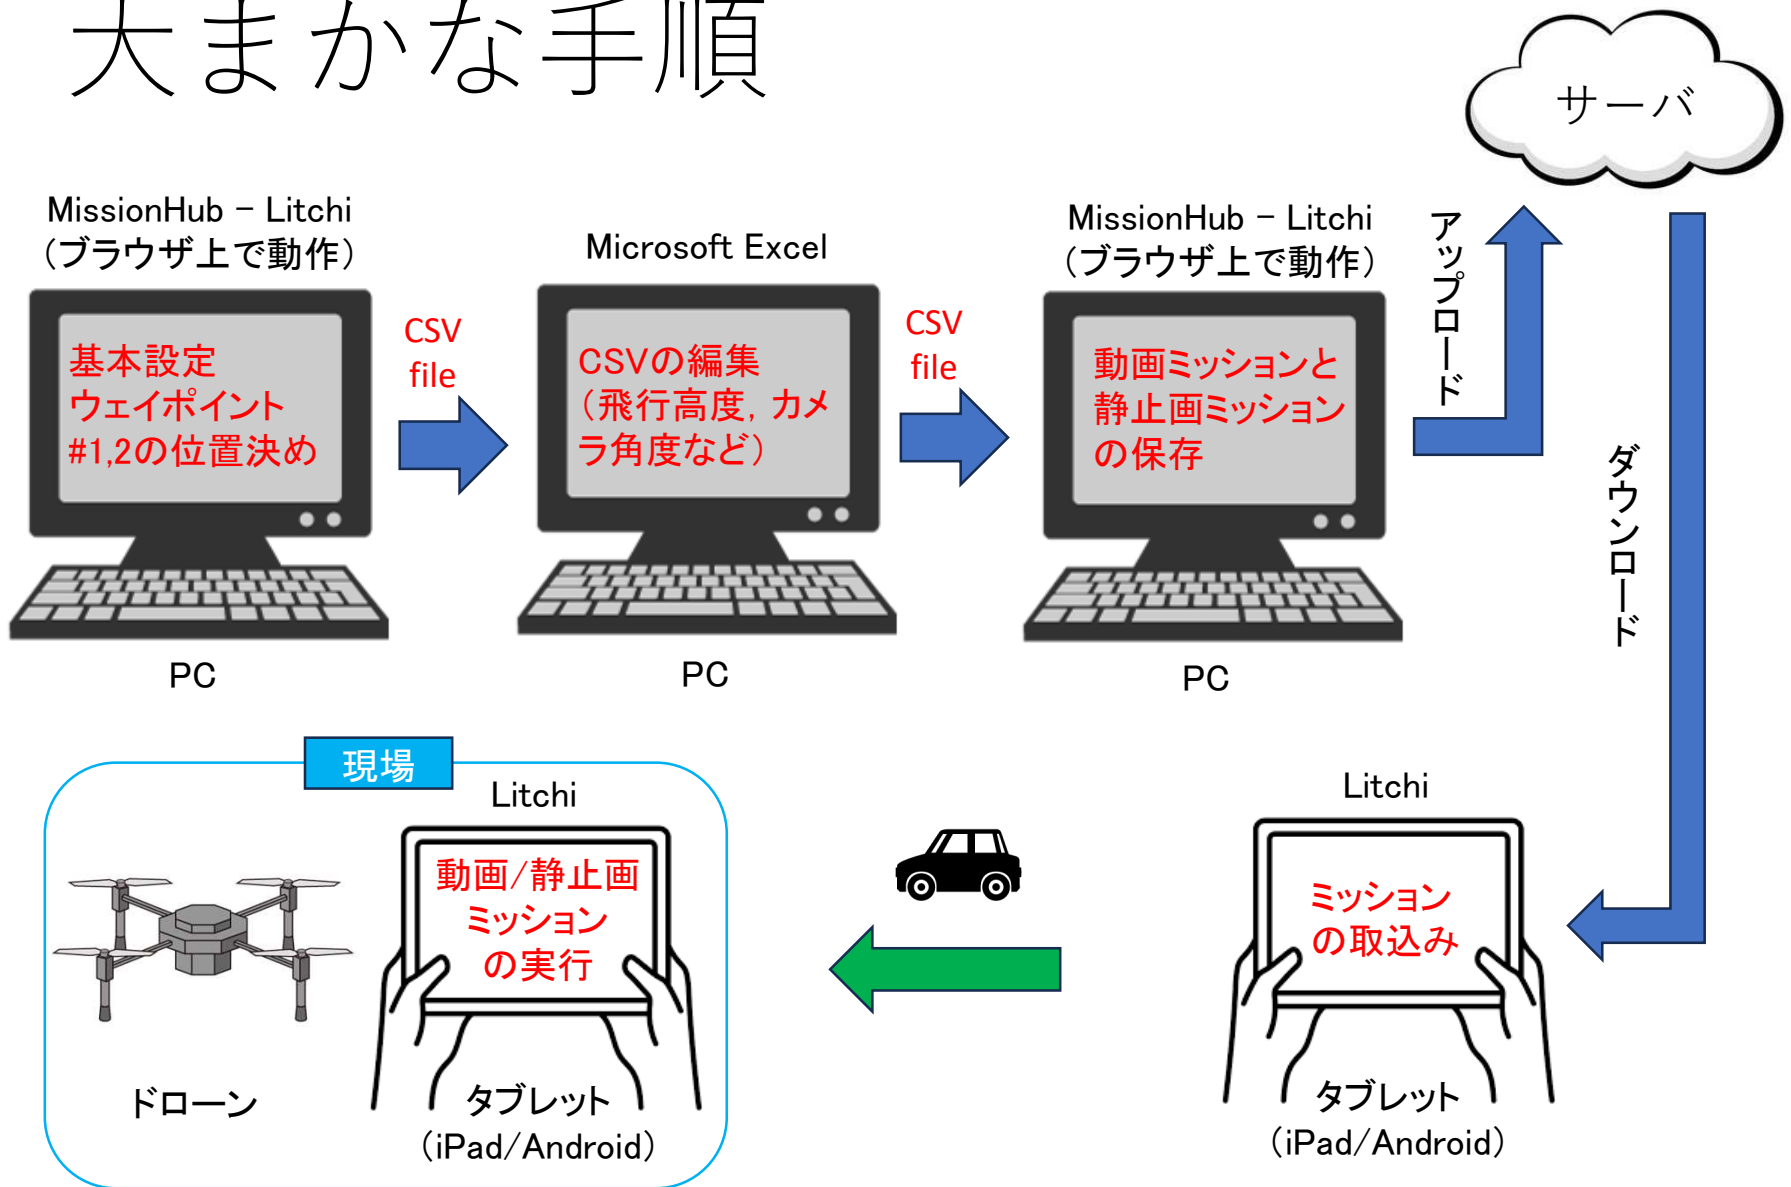 大まかな手順
サーバ
MissionHub - Litchi
（ブラウザ上で動作）
基本設定
ウェイポイント
#1,2の位置決め
PC
CSV
file
Microsoft Excel
CSVの編集
（飛行高度，カメ
ラ角度など）
PC
CSV
file
MissionHub - Litchi
（ブラウザ上で動作）
動画ミッションと
静止画ミッション
の保存
PC
アップロード
ダウンロード
Litchi
ミッション
の取込み
タブレット
（iPad/Android）
現場
Litchi
動画/静止画
ミッション
の実行
ドローン
タブレット
（iPad/Android）